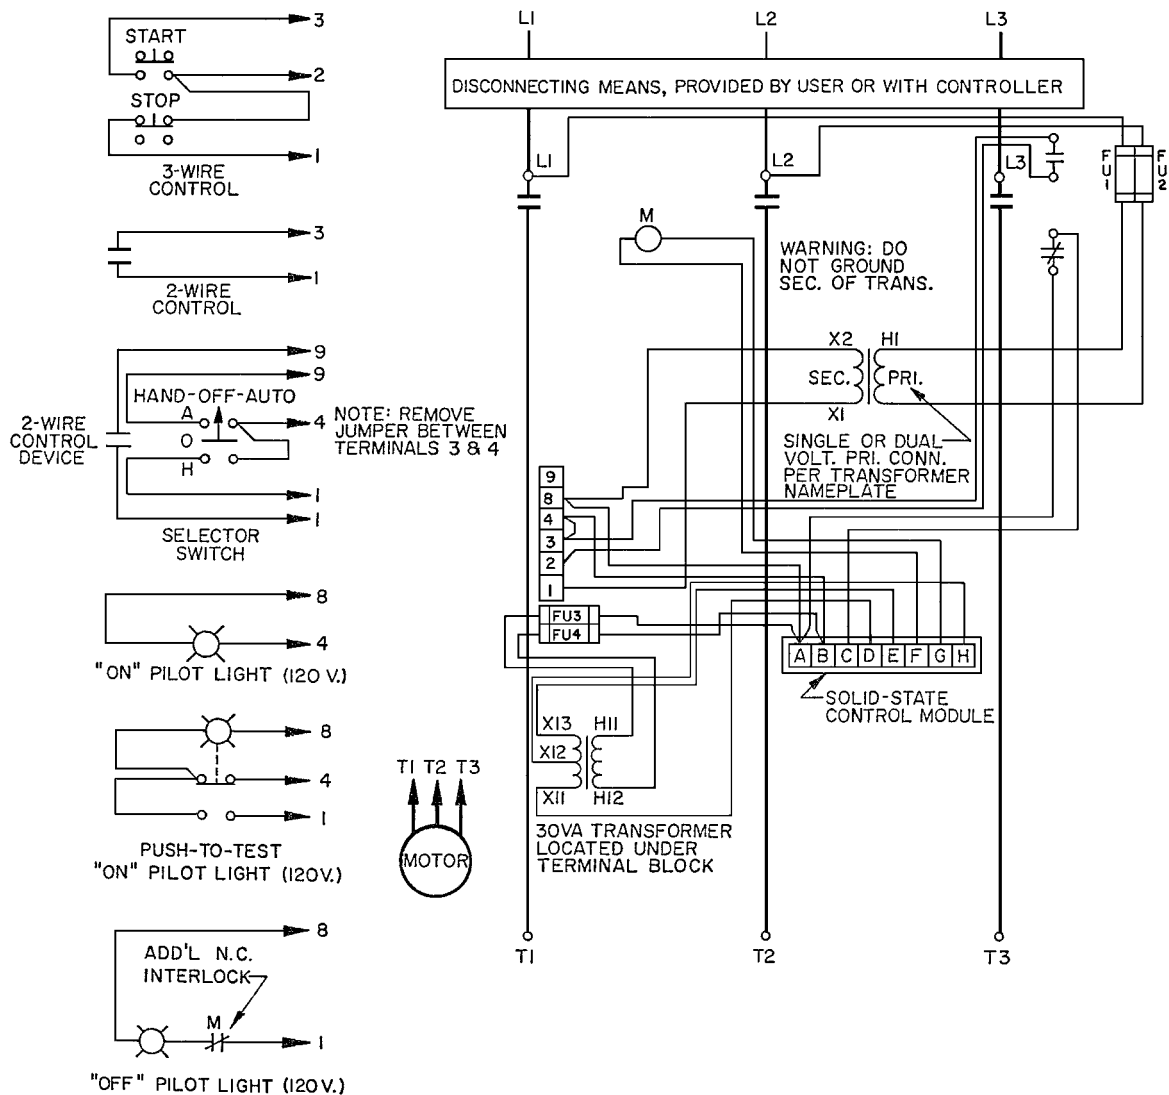 3
START
2
STOP
1
3-WIRE
CONTROL
3
1
2-WIRE
CONTROL
9
9
HAND-OFF-AUTO
A
4
O
H
2-WIRE
CONTROL
DEVICE
NOTE: REMOVE
JUMPER BETWEEN
TERMINALS 3 & 4
1
1
SELECTOR
SWITCH
8
4
"ON" PILOT LIGHT (120 V.)
8
4
1
PUSH-TO-TEST
"ON" PILOT LIGHT (120V.)
8
ADD'L N.C.
INTERLOCK
M
1
"OFF" PILOT LIGHT (120 V.)
T1 T2 T3
MOTOR
L1
L2
L3
DISCONNECTING MEANS, PROVIDED BY USER OR WITH CONTROLLER
L1
L2
L3
FU1
FU2
M
WARNING: DO
NOT GROUND
SEC. OF TRANS.
X2 H1
SEC. PRI.
X1
SINGLE OR DUAL
VOLT. PRI. CONN.
PER TRANSFORMER
NAMEPLATE
9
8
4
3
2
1
FU3
FU4
A B C D E F G H
SOLID-STATE
CONTROL MODULE
X13 H11
X12
X11 H12
30VA TRANSFORMER
LOCATED UNDER
TERMINAL BLOCK
T1
T2
T3